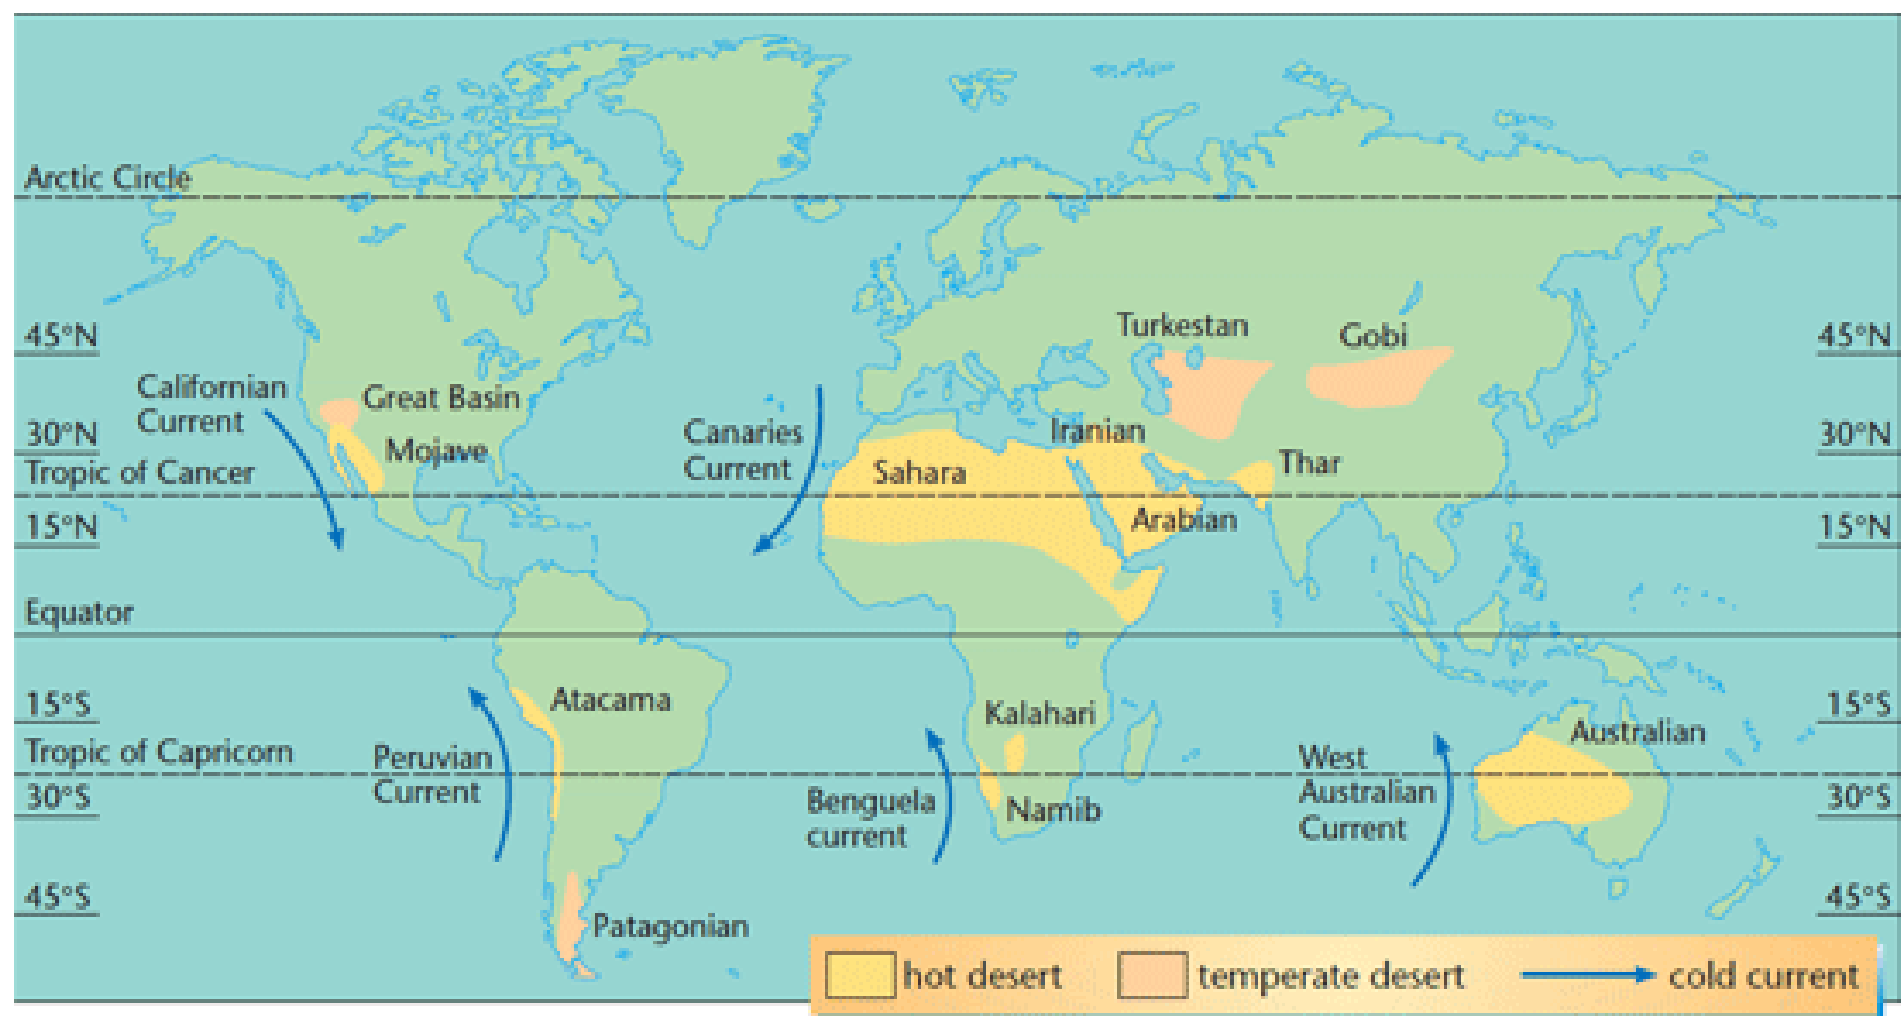 Arctic Circle
45°N
45°N
Turkestan
Gobi
Californian
Current
Great Basin
30°N
30°N
Mojave
Canaries
Current
Iranian
Sahara
Thar
Tropic of Cancer
15°N
15°N
Arabian
Equator
15°S
15°S
Atacama
Kalahari
Australian
Tropic of Capricorn
Peruvian
Current
West
Australian
Current
30°S
30°S
Benguela
current
Namib
45°S
45°S
Patagonian
hot desert
temperate desert
cold current